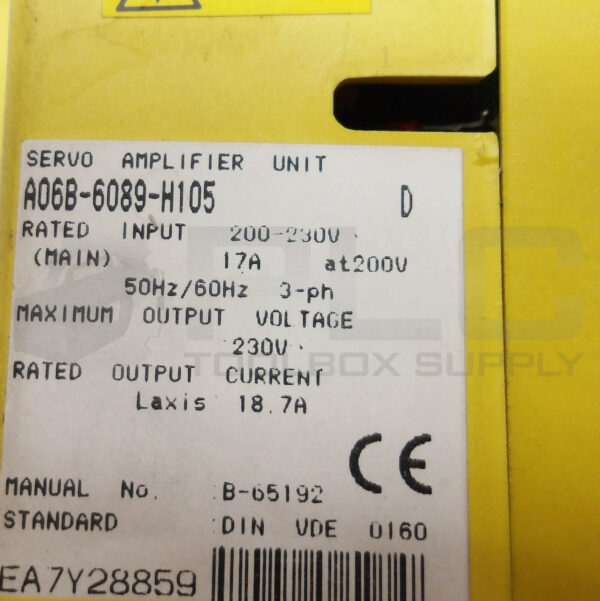 SERVO AMPLIFIER UNIT
A06B-6089-H105 D
RATED INPUT 200-230V
(MAIN) 17A at200V
50Hz/60Hz 3-ph
MAXIMUM OUTPUT VOLTAGE
230V
RATED OUTPUT CURRENT
Laxis 18.7A
CE
MANUAL No. :B-65192
STANDARD :DIN VDE 0160
EA7Y28859
PLC
TOOLBOX SUPPLY